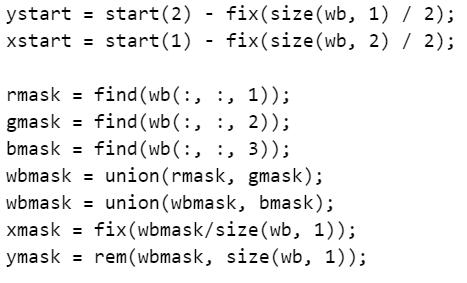 ystart = start(2) - fix(size(wb, 1) / 2);
xstart = start(1) - fix(size(wb, 2) / 2);

rmask = find(wb(:, :, 1));
gmask = find(wb(:, :, 2));
bmask = find(wb(:, :, 3));
wbmask = union(rmask, gmask);
wbmask = union(wbmask, bmask);
xmask = fix(wbmask/size(wb, 1));
ymask = rem(wbmask, size(wb, 1));